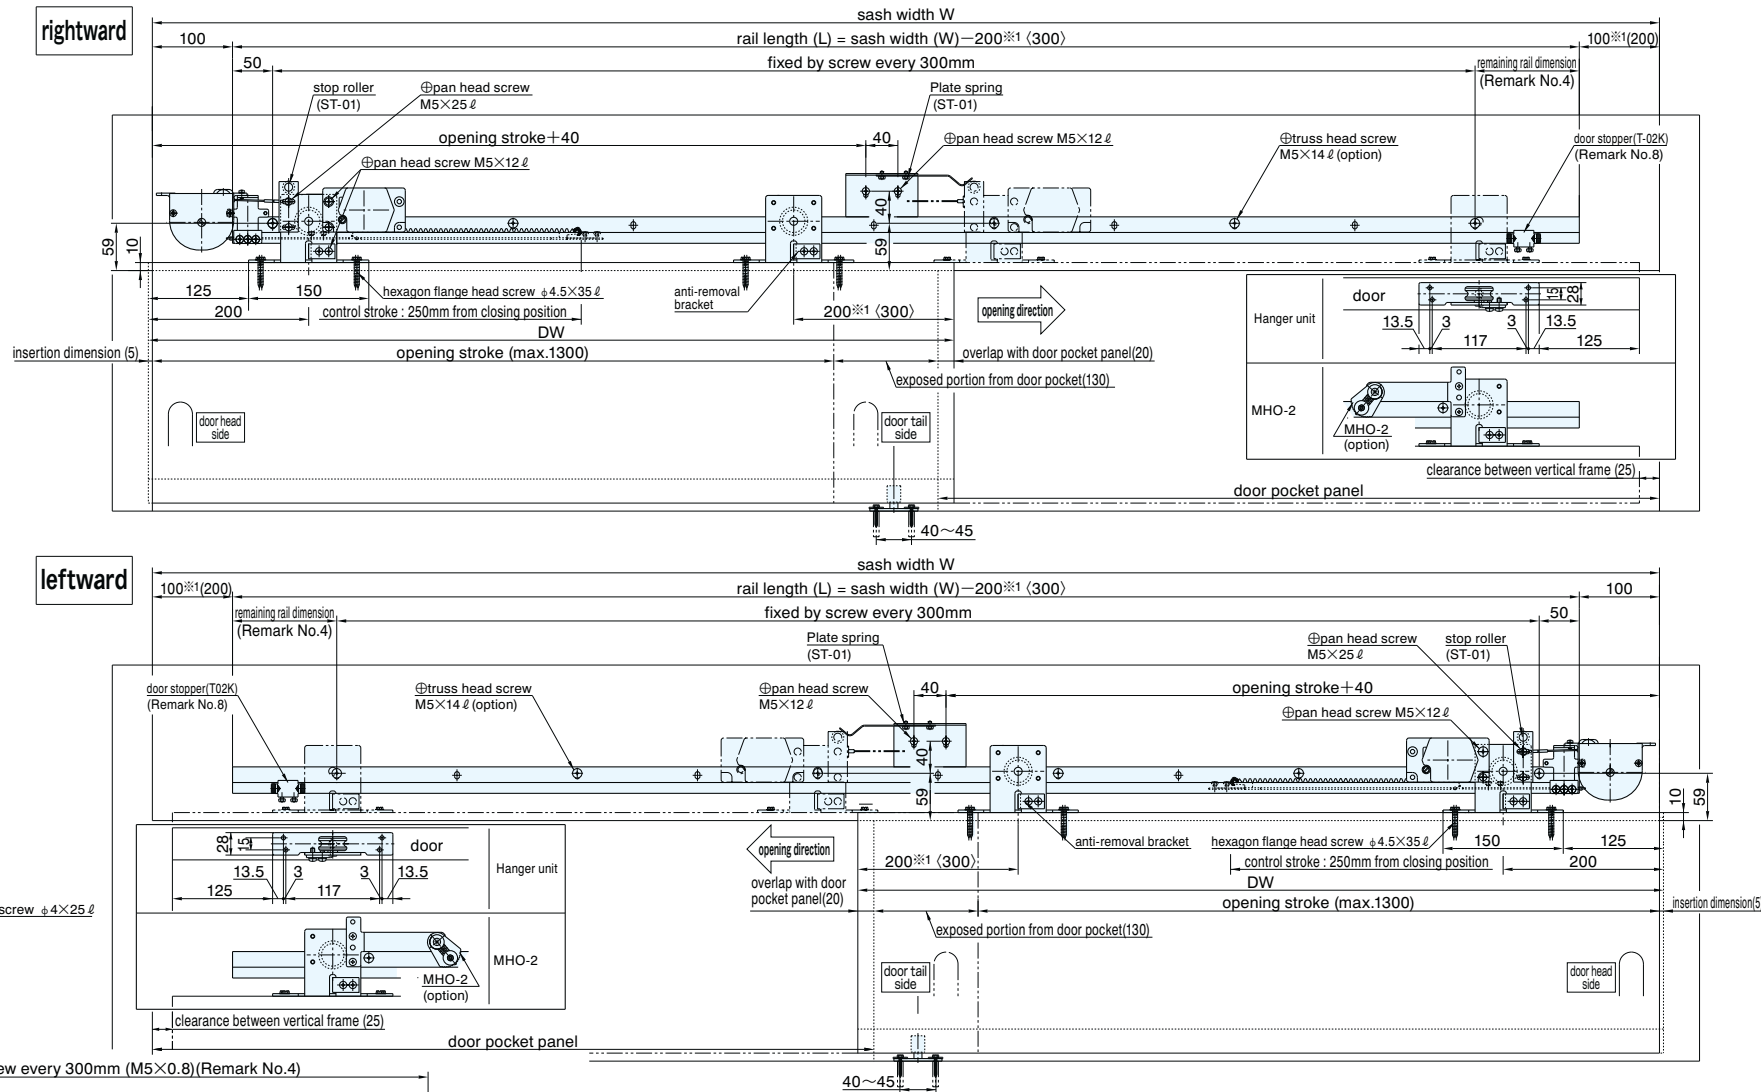 rightward
sash width W
100
rail length (L) = sash width (W)−200※1 〈300〉
100※1(200)
50
fixed by screw every 300mm
remaining rail dimension
(Remark No.4)
stop roller
(ST-01)
⊕pan head screw
M5×25ℓ
Plate spring
(ST-01)
opening stroke+40
40
⊕pan head screw M5×12ℓ
⊕truss head screw
M5×14ℓ(option)
door stopper(T-02K)
(Remark No.8)
⊕pan head screw M5×12ℓ
40
59
10
59
125
150
hexagon flange head screw φ4.5×35ℓ
anti-removal
bracket
200
control stroke : 250mm from closing position
200※1 〈300〉
opening direction
DW
insertion dimension (5)
opening stroke (max.1300)
overlap with door pocket panel(20)
exposed portion from door pocket(130)
door head
side
door tail
side
Hanger unit
door
15
28
13.5
3
117
3
13.5
125
MHO-2
MHO-2
(option)
clearance between vertical frame (25)
door pocket panel
40～45
leftward
sash width W
100※1(200)
rail length (L) = sash width (W)−200※1 〈300〉
100
remaining rail dimension
(Remark No.4)
fixed by screw every 300mm
50
Plate spring
(ST-01)
⊕pan head screw
M5×25ℓ
stop roller
(ST-01)
door stopper(T02K)
(Remark No.8)
⊕truss head screw
M5×14ℓ(option)
⊕pan head screw
M5×12ℓ
40
opening stroke+40
⊕pan head screw M5×12ℓ
40
59
10
59
28
15
door
13.5
3
117
3
13.5
125
Hanger unit
opening direction
anti-removal bracket
hexagon flange head screw φ4.5×35ℓ
150
125
200※1 〈300〉
control stroke : 250mm from closing position
200
overlap with door
pocket panel(20)
DW
opening stroke (max.1300)
insertion dimension(5)
screw φ4×25ℓ
exposed portion from door pocket(130)
MHO-2
(option)
MHO-2
door tail
side
door head
side
clearance between vertical frame (25)
door pocket panel
ew every 300mm (M5×0.8)(Remark No.4)
40～45